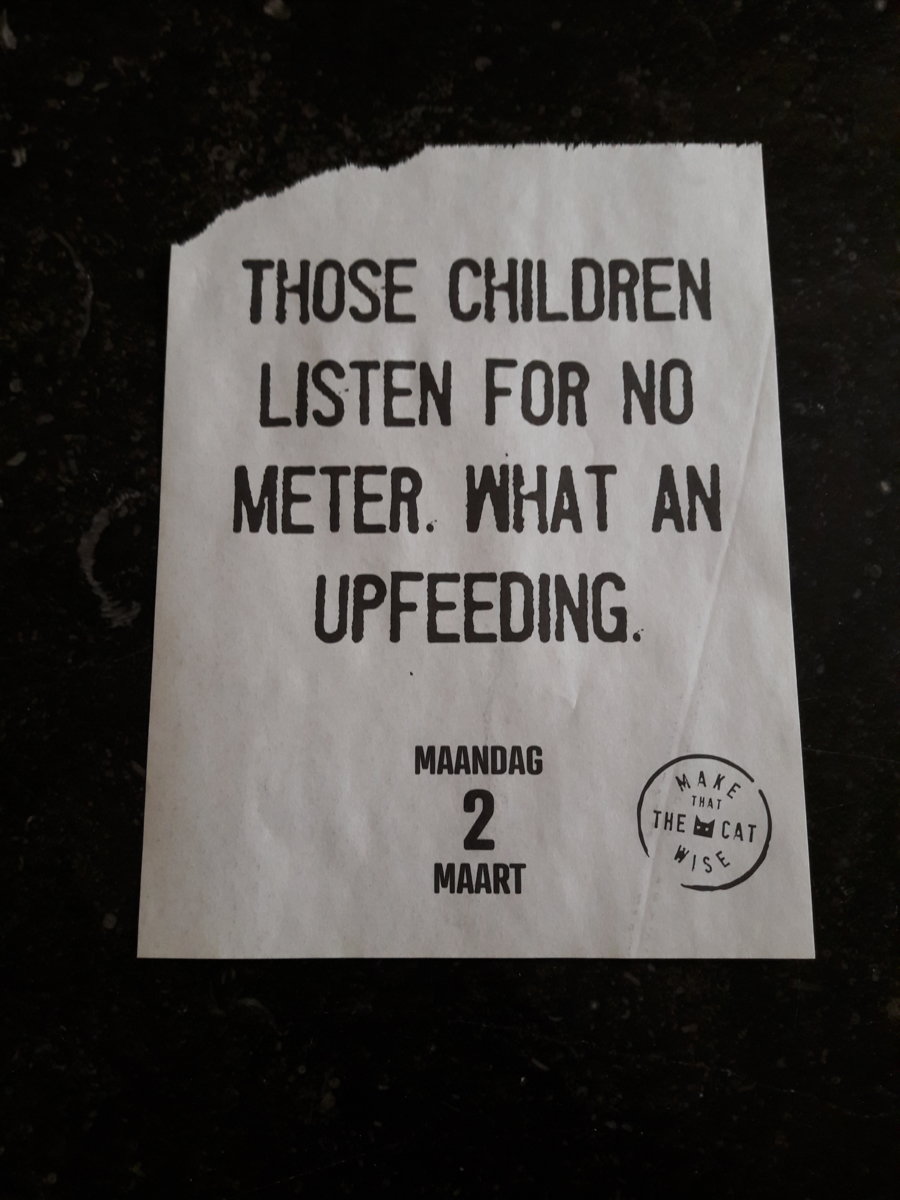 THOSE CHILDREN
LISTEN FOR NO
METER. WHAT AN
UPFEEDING.
MAANDAG
2
MAART
MAKE
THAT
THE CAT
WISE